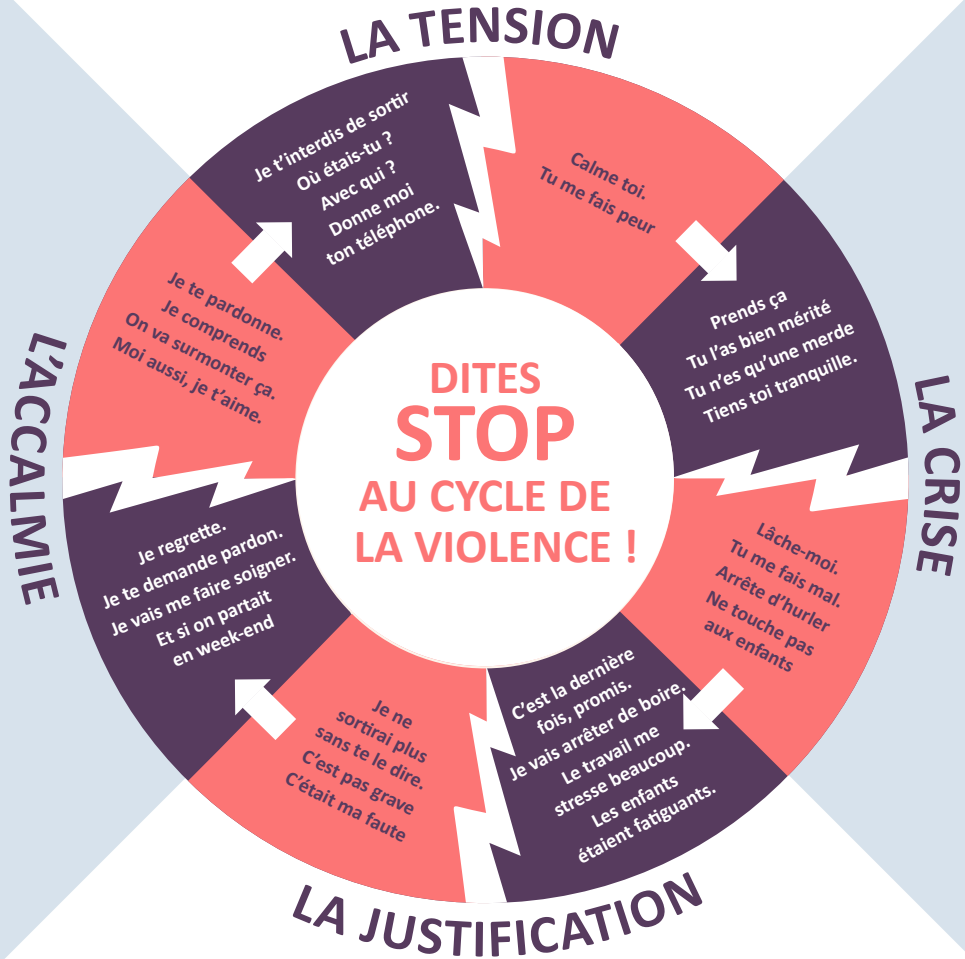 LA TENSION
Je t'interdis de sortir
Où étais-tu ?
Avec qui ?
Donne moi
ton téléphone.
Calme toi.
Tu me fais peur
LA CRISE
Prends ça
Tu l'as bien mérité
Tu n'es qu'une merde
Tiens toi tranquille.
Lâche-moi.
Tu me fais mal.
Arrête d'hurler
Ne touche pas
aux enfants
LA JUSTIFICATION
C'est la dernière
fois, promis.
Je vais arrêter de boire.
Le travail me
stresse beaucoup.
Les enfants
étaient fatiguants.
Je ne
sortirai plus
sans te le dire.
C'est pas grave
C'était ma faute
L'ACCALMIE
Je regrette.
Je te demande pardon.
Je vais me faire soigner.
Et si on partait
en week-end
Je te pardonne.
Je comprends
On va surmonter ça.
Moi aussi, je t'aime.
DITES
STOP
AU CYCLE DE
LA VIOLENCE !